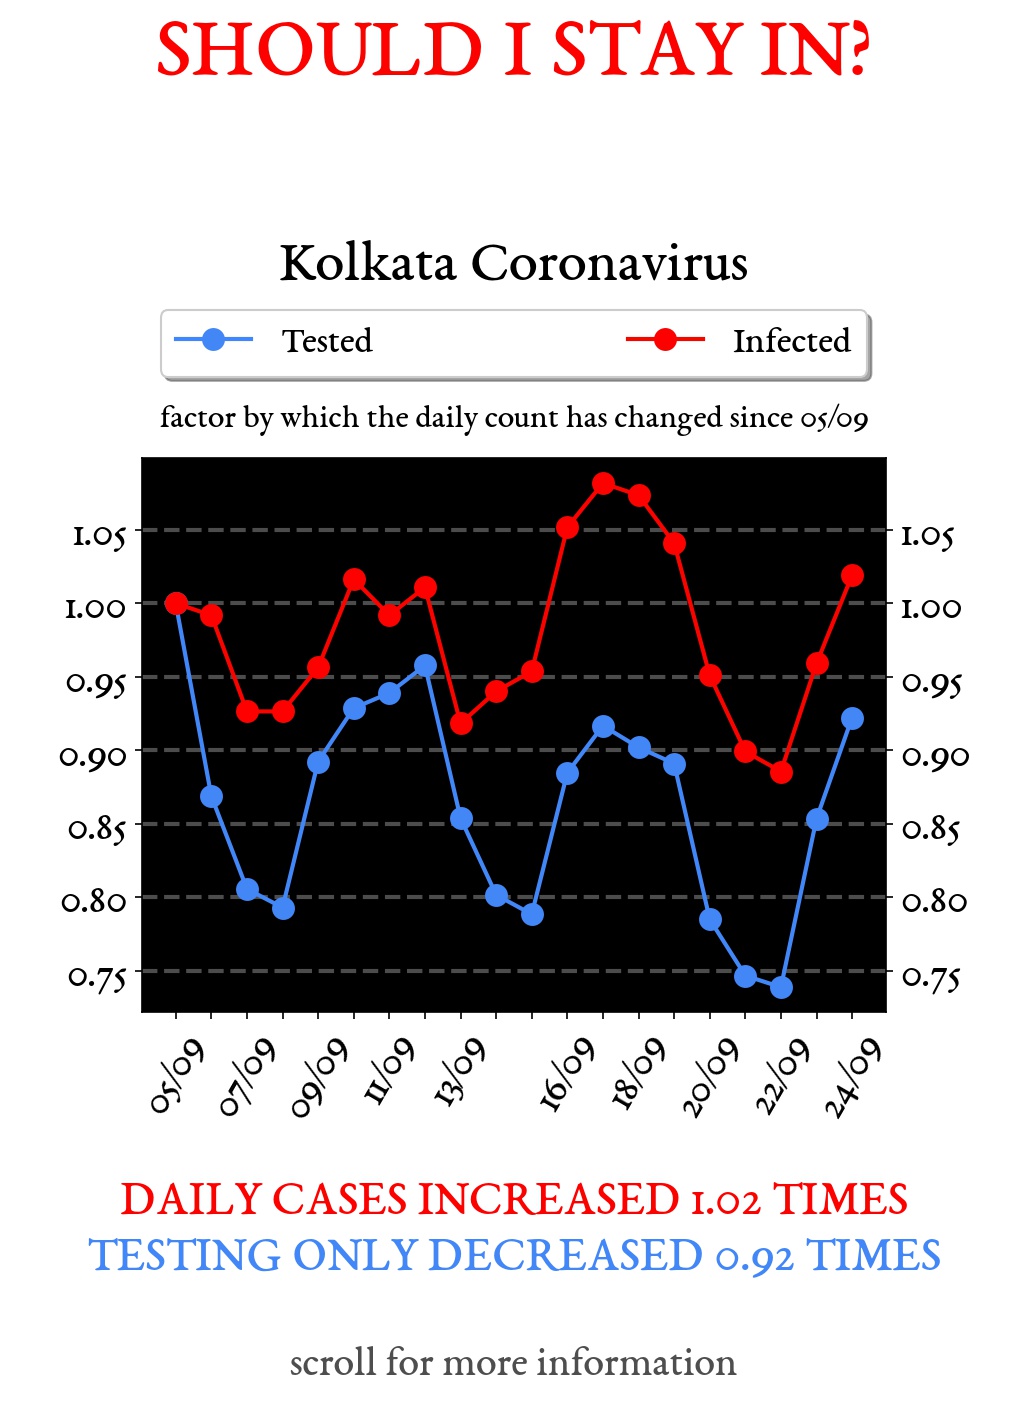 SHOULD I STAY IN?
Kolkata Coronavirus
Tested Infected
factor by which the daily count has changed since 05/09
1.05 1.05
1.00 1.00
0.95 0.95
0.90 0.90
0.85 0.85
0.80 0.80
0.75 0.75
05/09 07/09 09/09 11/09 13/09 16/09 18/09 20/09 22/09 24/09
DAILY CASES INCREASED 1.02 TIMES
TESTING ONLY DECREASED 0.92 TIMES
scroll for more information